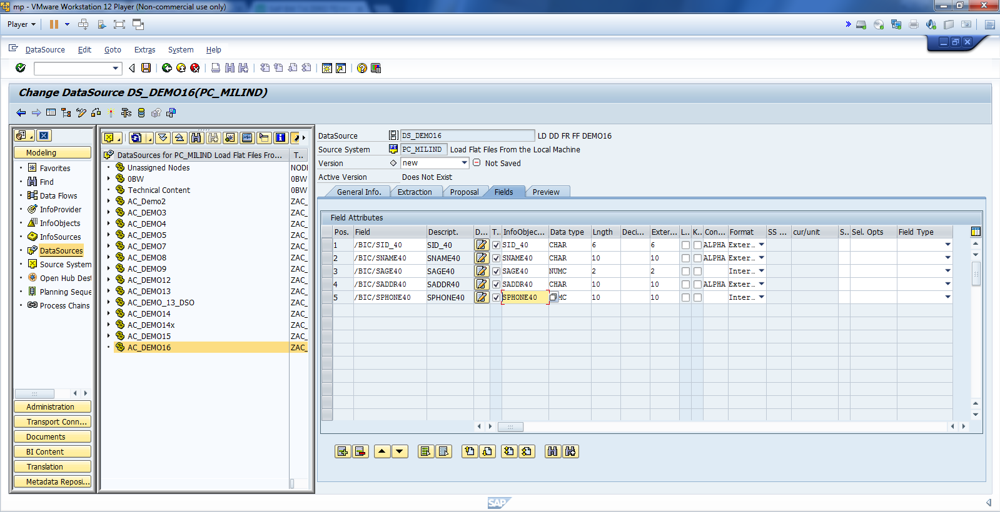 mp - VMware Workstation 12 Player (Non-commercial use only)
Player
DataSource Edit Goto Extras System Help
Change DataSource DS_DEMO16(PC_MILIND)
Modeling
Favorites
Find
Data Flows
InfoProvider
InfoObjects
InfoSources
DataSources
Source System
Open Hub Dest
Planning Seque
Process Chains
Administration
Transport Conn...
Documents
BI Content
Translation
Metadata Reposi...
DataSources for PC_MILIND Load Flat Files Fro... T..
Unassigned Nodes NODI
0BW 0BW
Technical Content 0BW
AC_Demo2 ZAC_
AC_DEMO3 ZAC_
AC_DEMO4 ZAC_
AC_DEMO5 ZAC_
AC_DEMO7 ZAC_
AC_DEMO8 ZAC_
AC_DEMO9 ZAC_
AC_DEMO12 ZAC_
AC_DEMO13 ZAC_
AC_DEMO_13_DSO ZAC_
AC_DEMO14 ZAC_
AC_DEMO14x ZAC_
AC_DEMO15 ZAC_
AC_DEMO16 ZAC_
DataSource DS_DEMO16 LD DD FR FF DEMO16
Source System PC_MILIND Load Flat Files From the Local Machine
Version new Not Saved
Active Version Does Not Exist
General Info. Extraction Proposal Fields Preview
Field Attributes
Pos. Field Descript. D... T.. InfoObjec... Data type Lngth Deci... Exter... L.. K.. Con... Format SS ... cur/unit S.. Sel. Opts Field Type
1 /BIC/SID_40 SID_40 SID_40 CHAR 6 6 ALPHA Exter...
2 /BIC/SNAME40 SNAME40 SNAME40 CHAR 10 10 ALPHA Exter...
3 /BIC/SAGE40 SAGE40 SAGE40 NUMC 2 2 Inter...
4 /BIC/SADDR40 SADDR40 SADDR40 CHAR 10 10 ALPHA Exter...
5 /BIC/SPHONE40 SPHONE40 SPHONE40 MC 10 10 Inter...
SAP